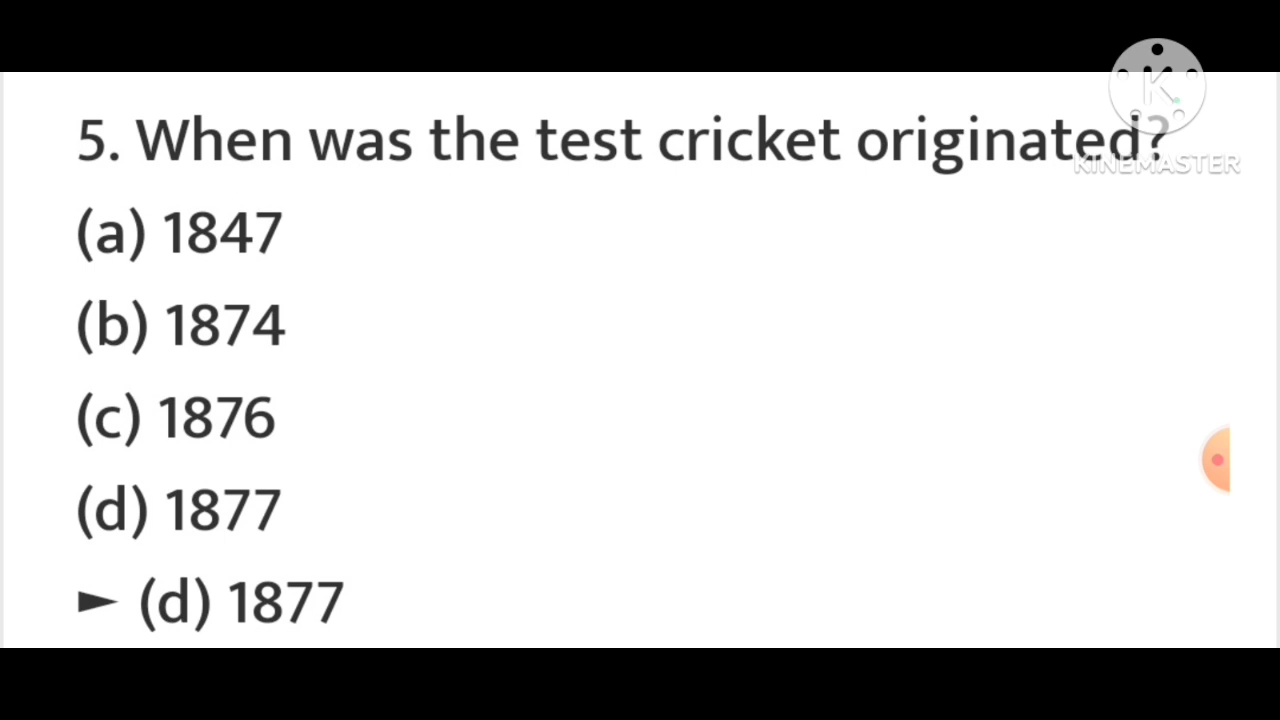 5. When was the test cricket originated?
KINEMASTER
(a) 1847
(b) 1874
(c) 1876
(d) 1877
► (d) 1877